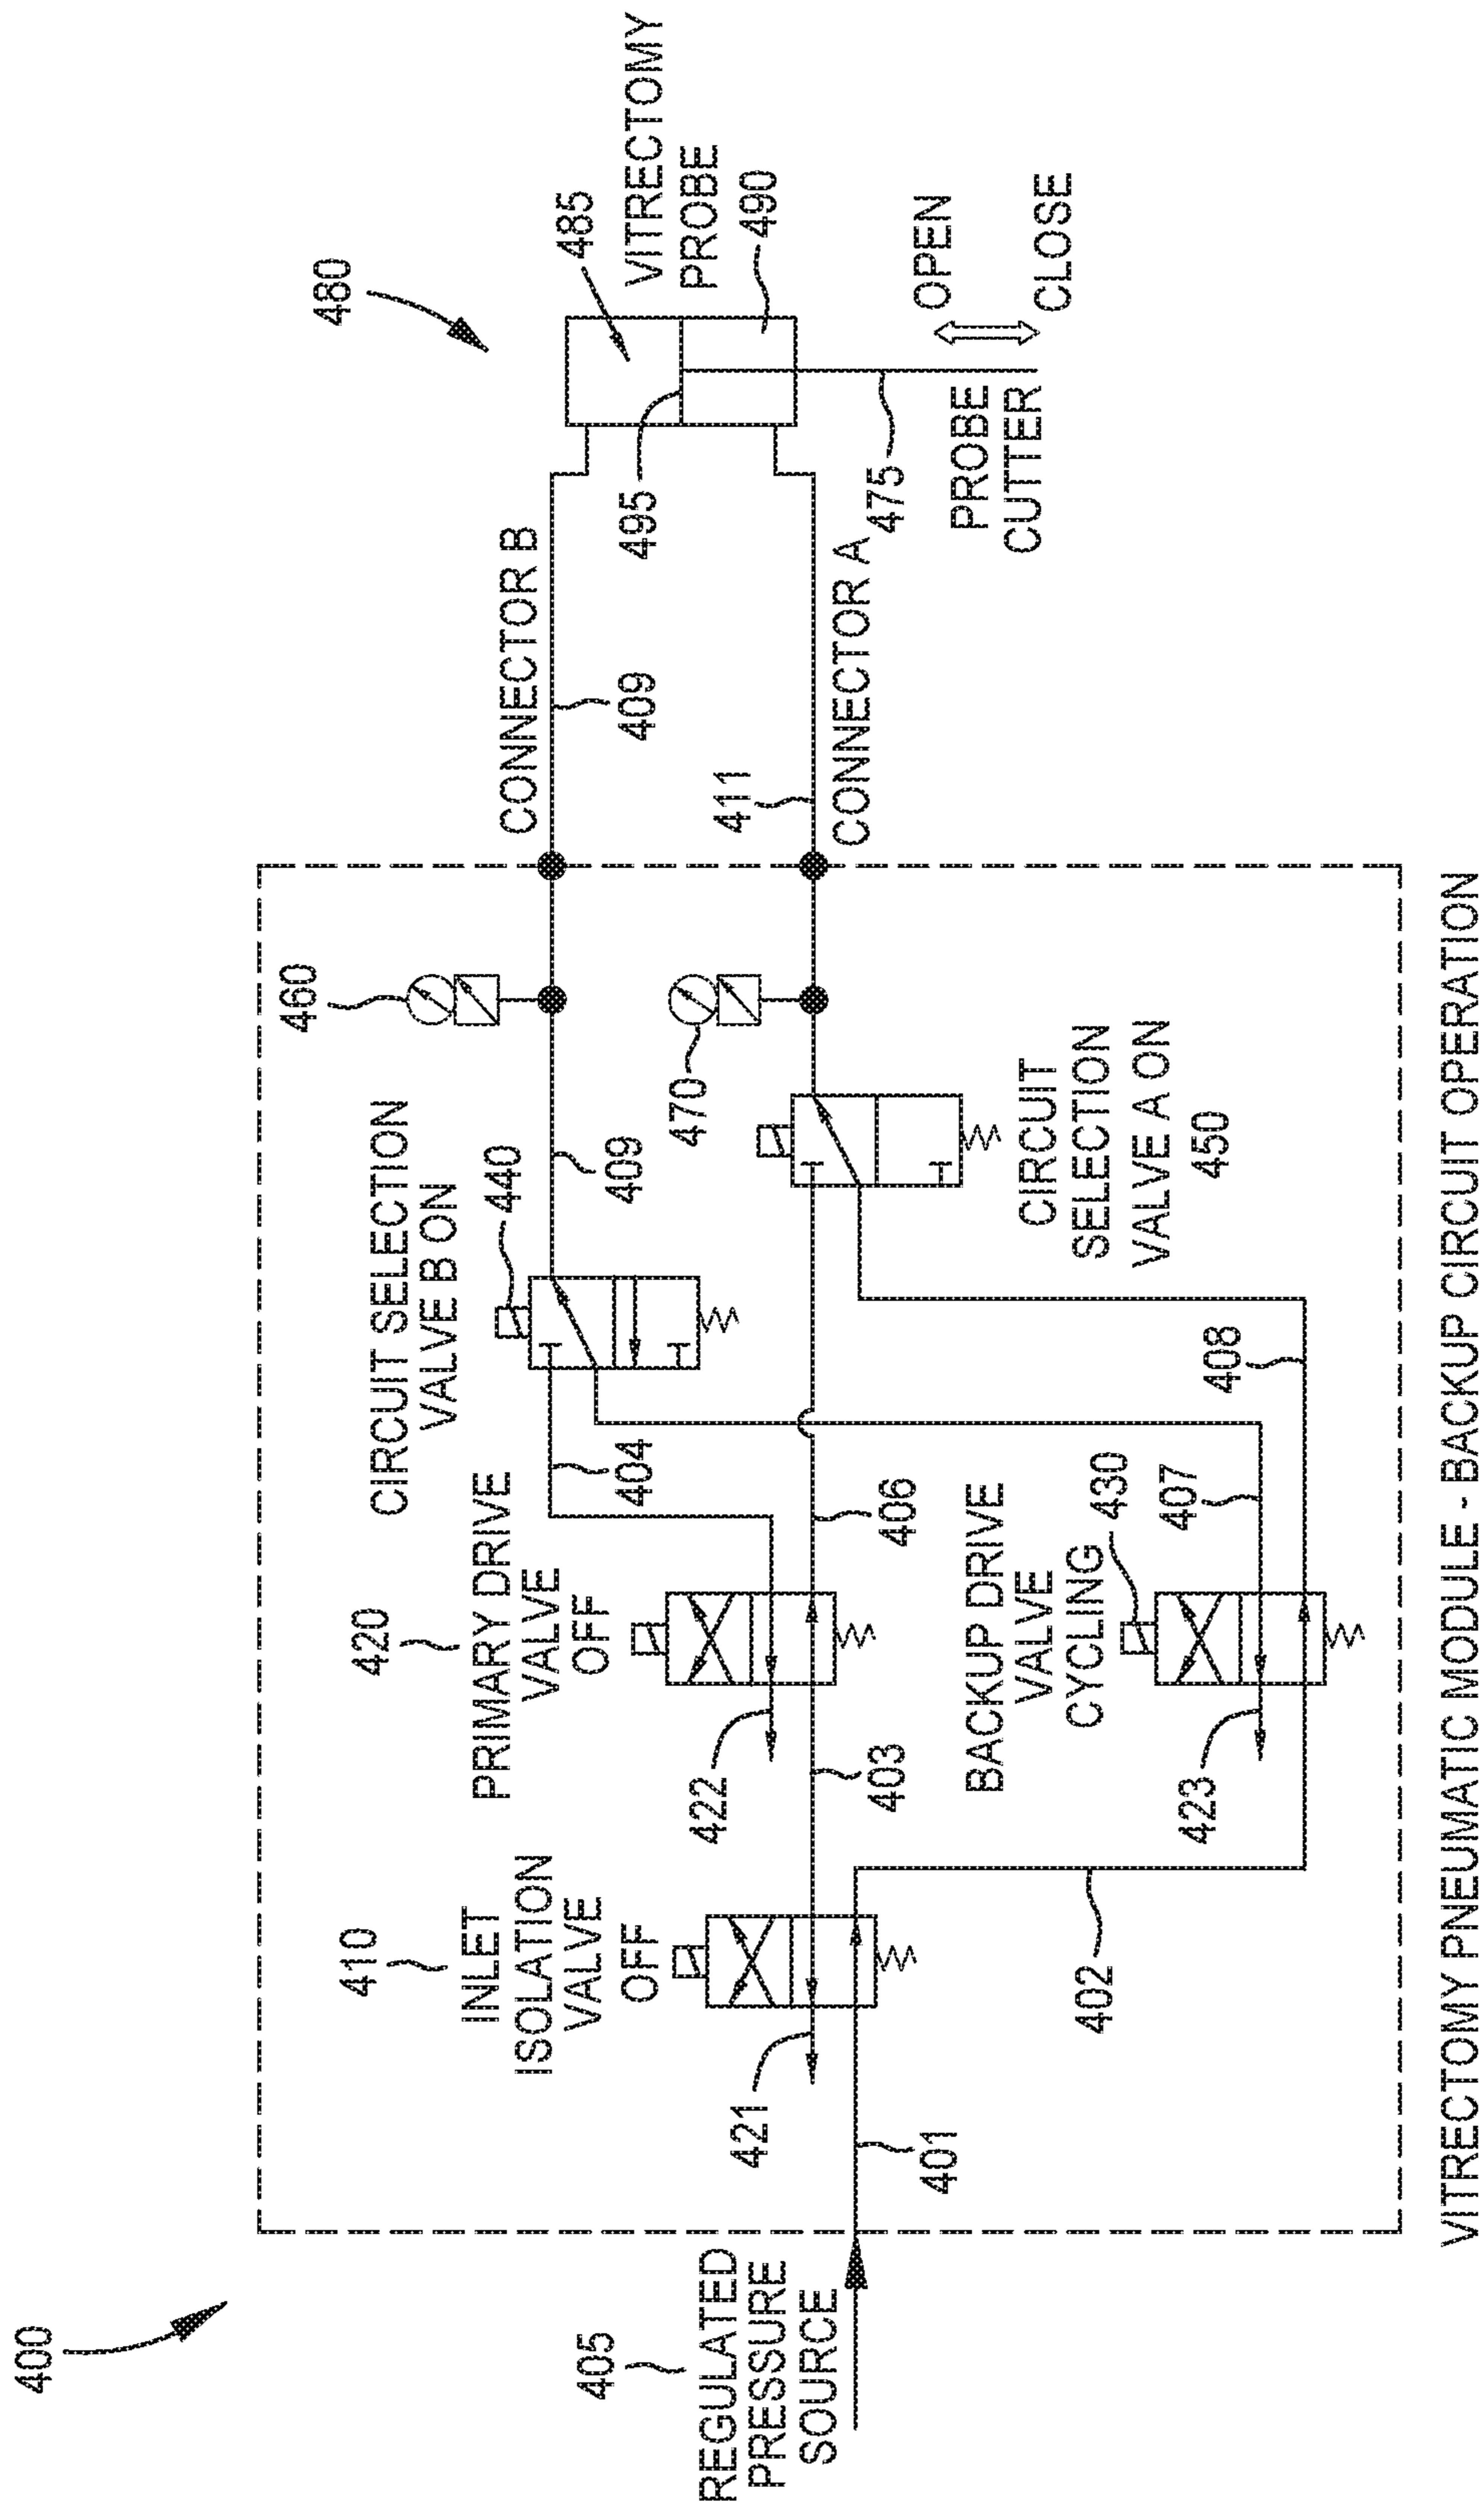 400
405
REGULATED
PRESSURE
SOURCE
401
421
410
INLET
ISOLATION
VALVE
OFF
402
403
422
420
PRIMARY DRIVE
VALVE
OFF
423
BACKUP DRIVE
VALVE
CYCLING
430
407
406
404
408
CIRCUIT SELECTION
VALVE B ON
440
409
470
CIRCUIT
SELECTION
VALVE A ON
450
460
CONNECTOR B
409
411
CONNECTOR A
495
475
PROBE
CUTTER
480
485
VITRECTOMY
PROBE
490
OPEN
CLOSE
VITRECTOMY PNEUMATIC MODULE - BACKUP CIRCUIT OPERATION